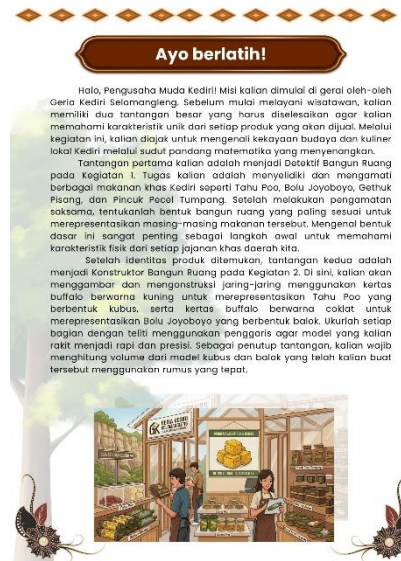 Ayo berlatih!
Halo, Pengusaha Muda Kediri! Misi kalian dimulai di gerai oleh-oleh
Geria Kediri Selomangleng. Sebelum mulai melayani wisatawan, kalian
memiliki dua tantangan besar yang harus diselesaikan agar kalian
memahami karakteristik unik dari setiap produk yang akan dijual. Melalui
kegiatan ini, kalian diajak untuk mengenali kekayaan budaya dan kuliner
lokal Kediri melalui sudut pandang matematika yang menyenangkan.
Tantangan pertama kalian adalah menjadi Detektif Bangun Ruang
pada Kegiatan 1. Tugas kalian adalah menyelidiki dan mengamati
berbagai makanan khas Kediri seperti Tahu Poo, Bolu Joyoboyo, Gethuk
Pisang, dan Pincuk Pecel Tumpang. Setelah melakukan pengamatan
saksama, tentukanlah bentuk bangun ruang yang paling sesuai untuk
merepresentasikan masing-masing makanan tersebut. Mengenal bentuk
dasar ini sangat penting sebagai langkah awal untuk memahami
karakteristik fisik dari setiap jajanan khas daerah kita.
Setelah identitas produk ditemukan, tantangan kedua adalah
menjadi Konstruktor Bangun Ruang pada Kegiatan 2. Di sini, kalian akan
menggambar dan mengonstruksi jaring-jaring menggunakan kertas
buffalo berwarna kuning untuk merepresentasikan Tahu Poo yang
berbentuk kubus, serta kertas buffalo berwarna coklat untuk
merepresentasikan Bolu Joyoboyo yang berbentuk balok. Ukurlah setiap
bagian dengan teliti menggunakan penggaris agar model yang kalian
rakit menjadi rapi dan presisi. Sebagai penutup tantangan, kalian wajib
menghitung volume dari model kubus dan balok yang telah kalian buat
tersebut menggunakan rumus yang tepat.
GK GERIA KEDIRI